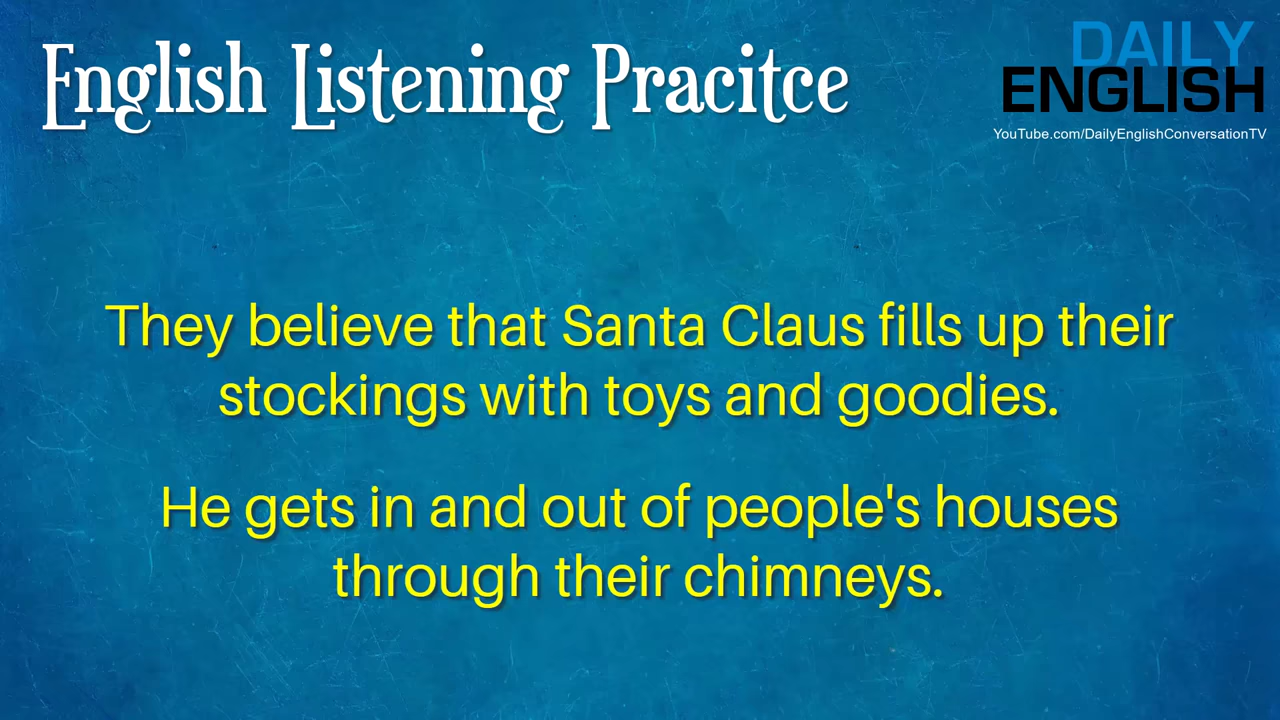 English Listening Pracitce
DAILY
ENGLISH
YouTube.com/DailyEnglishConversationTV
They believe that Santa Claus fills up their
stockings with toys and goodies.
He gets in and out of people's houses
through their chimneys.